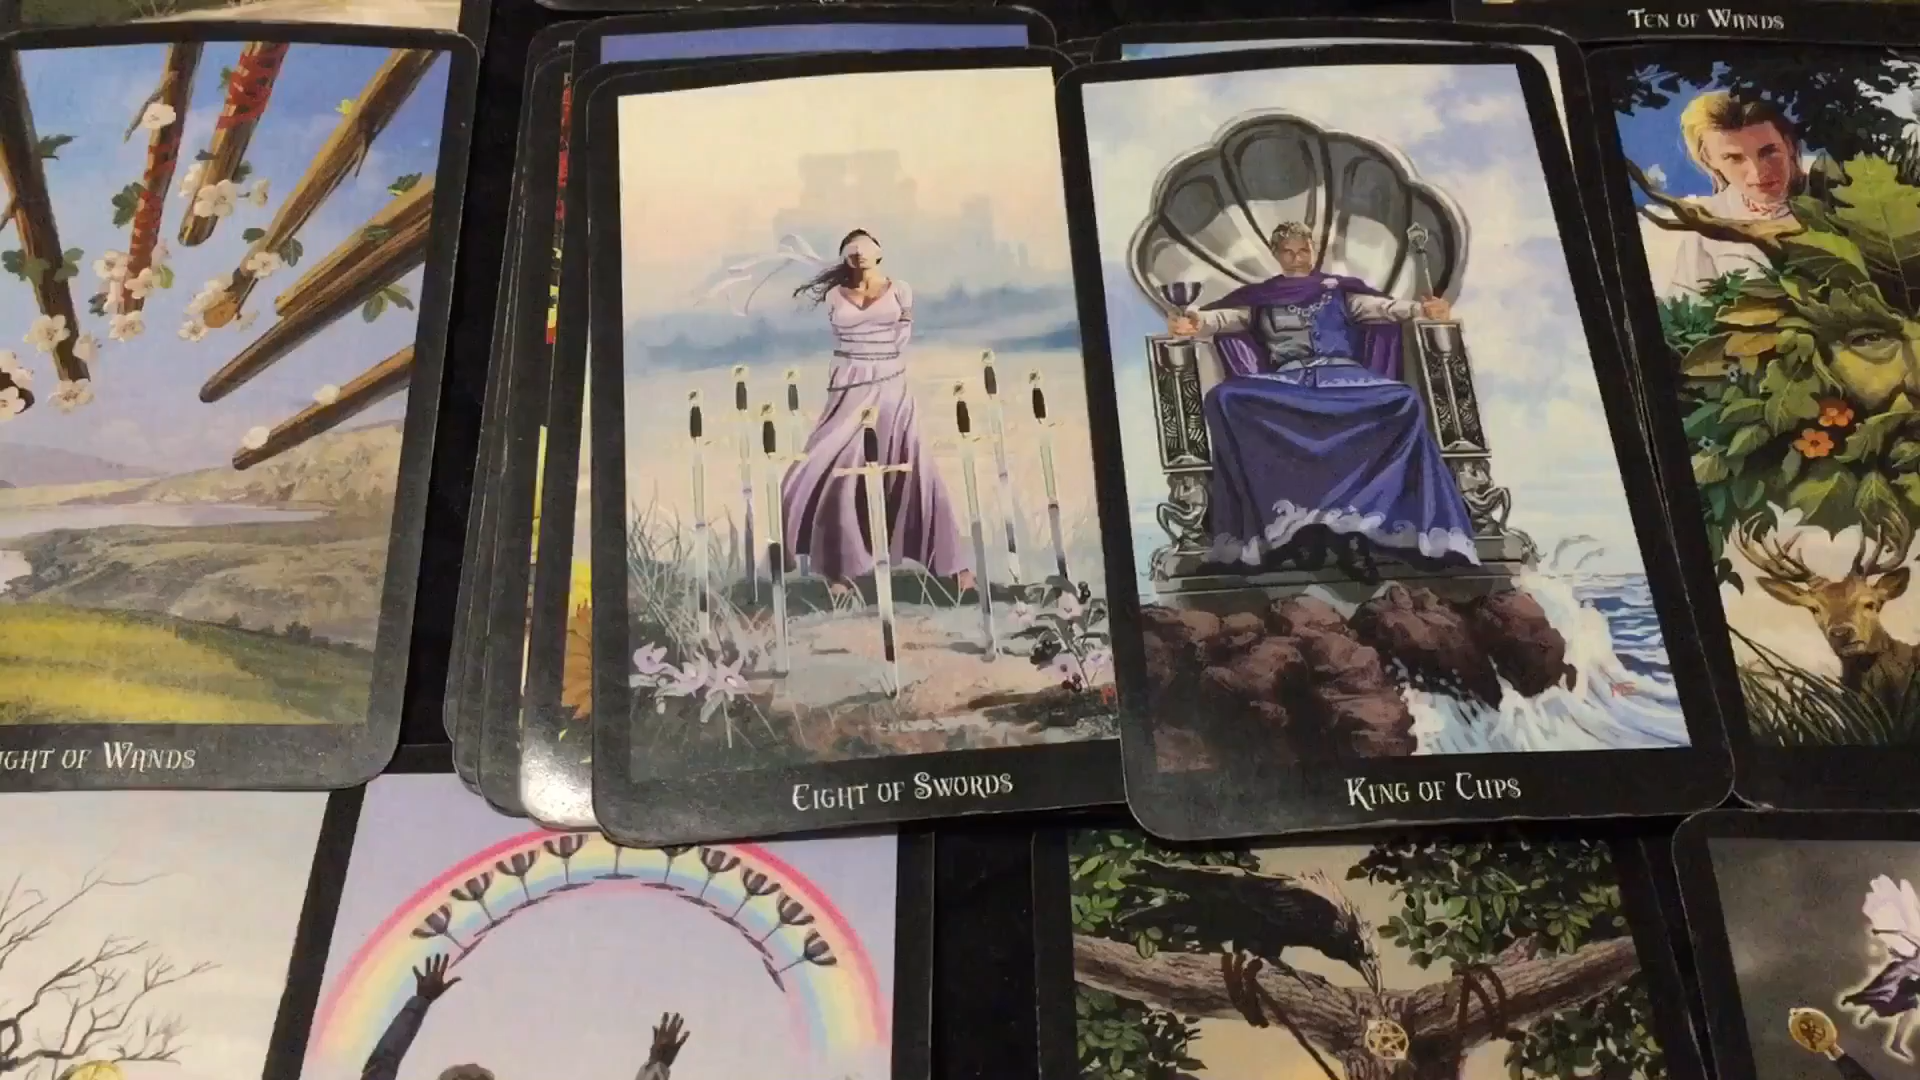 TEN OF WANDS
IGHT OF WANDS
EIGHT OF SWORDS
KING OF CUPS